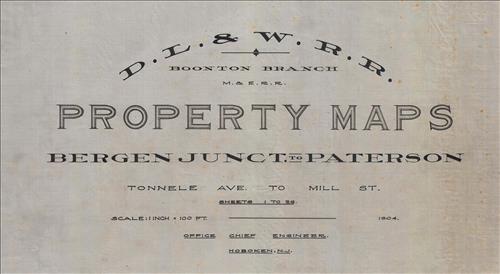 D. L. & W. R. R.
BOONTON BRANCH
M. & E. R. R.
PROPERTY MAPS
BERGEN JUNCT. TO PATERSON
TONNELE AVE. TO MILL ST.
SHEETS 1 TO 26.
SCALE: 1 INCH = 100 FT. 1904.
OFFICE CHIEF ENGINEER.
HOBOKEN, N.J.